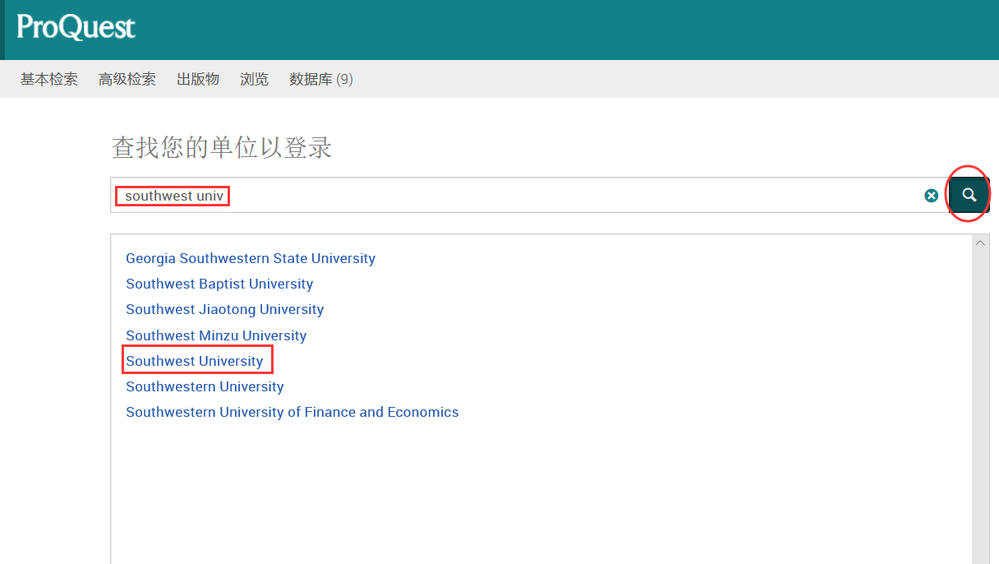 ProQuest
基本检索 高级检索 出版物 浏览 数据库 (9)
查找您的单位以登录
southwest univ
Georgia Southwestern State University
Southwest Baptist University
Southwest Jiaotong University
Southwest Minzu University
Southwest University
Southwestern University
Southwestern University of Finance and Economics